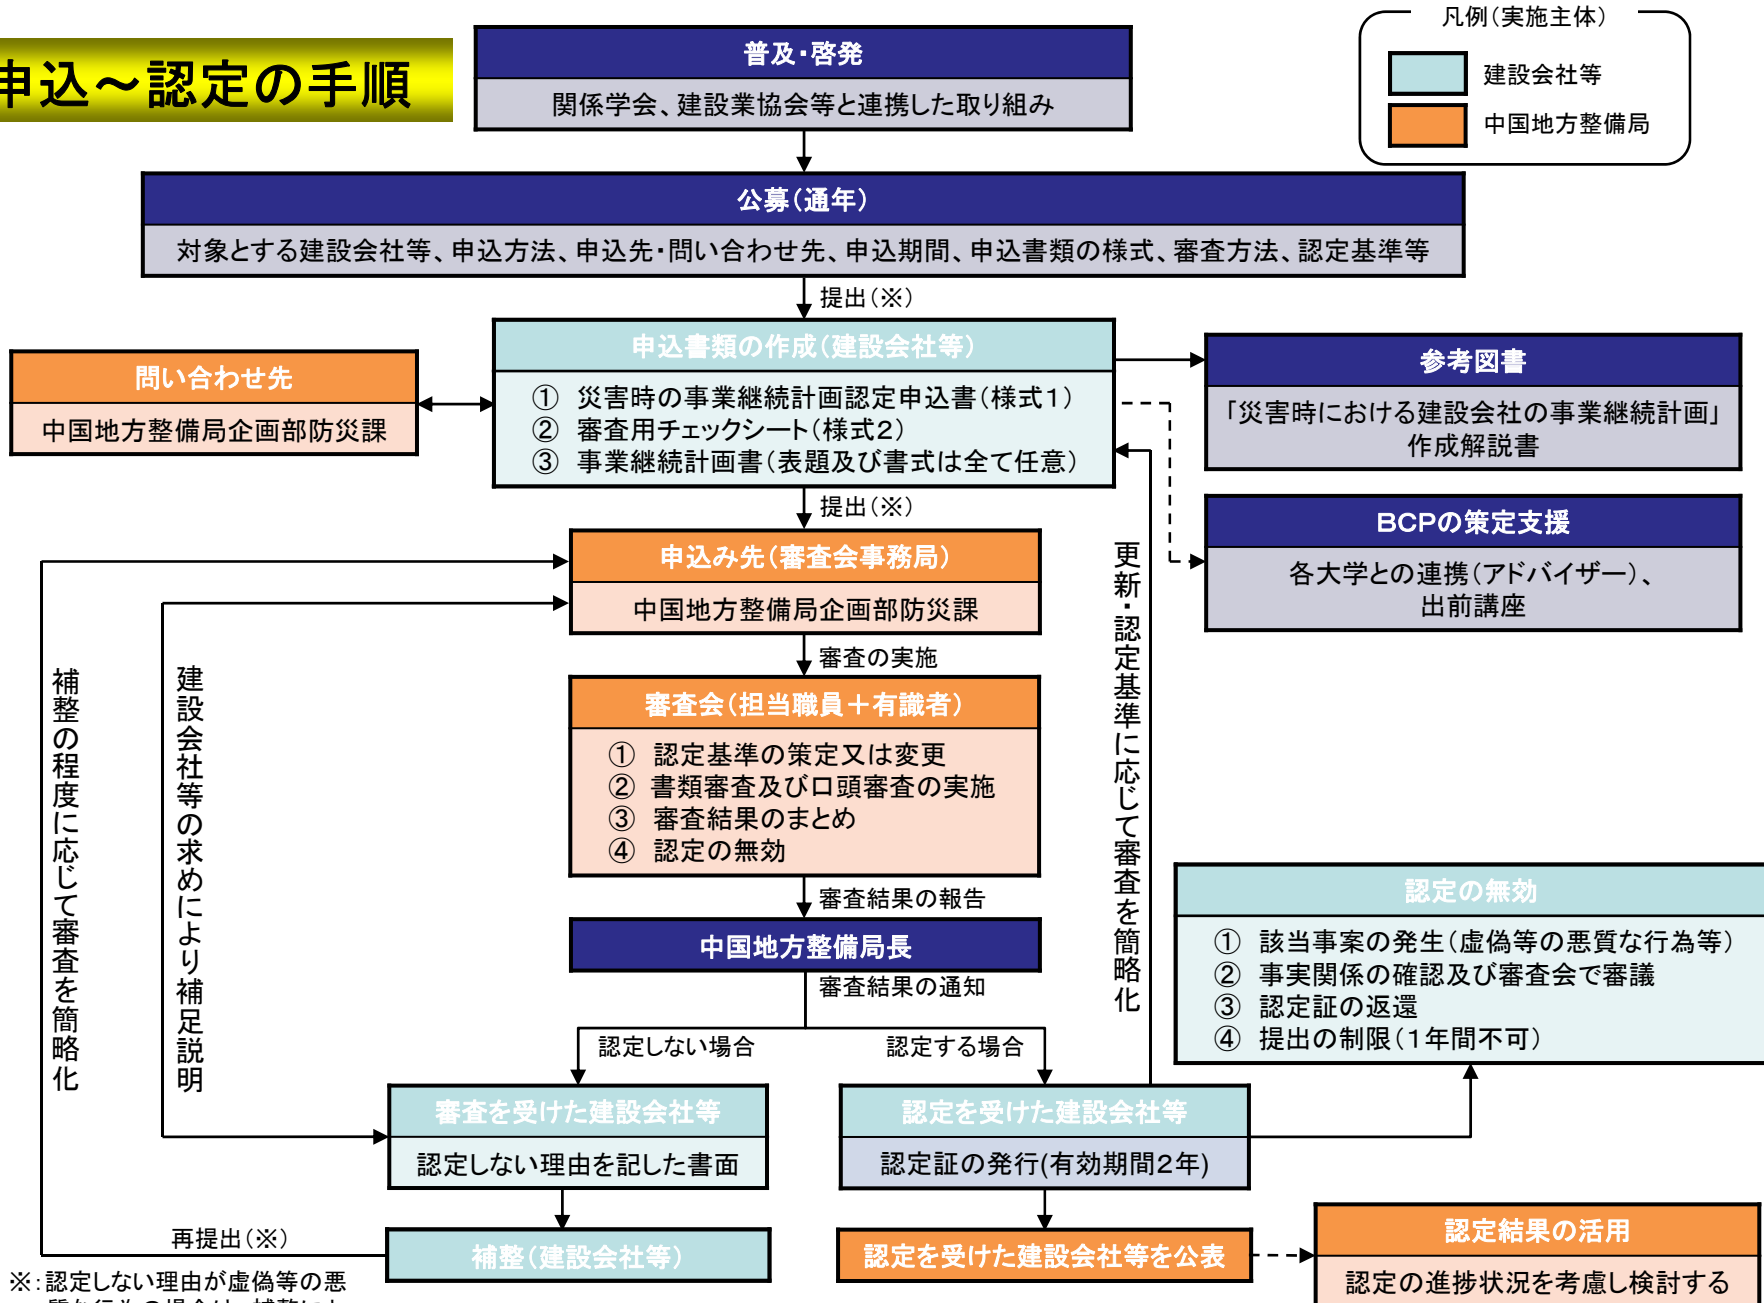 申込～認定の手順
凡例(実施主体)
建設会社等
中国地方整備局
普及・啓発
関係学会、建設業協会等と連携した取り組み
公募(通年)
対象とする建設会社等、申込方法、申込先・問い合わせ先、申込期間、申込書類の様式、審査方法、認定基準等
提出(※)
申込書類の作成(建設会社等)
① 災害時の事業継続計画認定申込書(様式1)
② 審査用チェックシート(様式2)
③ 事業継続計画書(表題及び書式は全て任意)
問い合わせ先
中国地方整備局企画部防災課
参考図書
「災害時における建設会社の事業継続計画」
作成解説書
BCPの策定支援
各大学との連携(アドバイザー)、
出前講座
提出(※)
申込み先(審査会事務局)
中国地方整備局企画部防災課
審査の実施
審査会(担当職員+有識者)
① 認定基準の策定又は変更
② 書類審査及び口頭審査の実施
③ 審査結果のまとめ
④ 認定の無効
審査結果の報告
中国地方整備局長
審査結果の通知
認定しない場合
認定する場合
更新・認定基準に応じて審査を簡略化
建設会社等の求めにより補足説明
補整の程度に応じて審査を簡略化
認定の無効
① 該当事案の発生(虚偽等の悪質な行為等)
② 事実関係の確認及び審査会で審議
③ 認定証の返還
④ 提出の制限(1年間不可)
審査を受けた建設会社等
認定しない理由を記した書面
認定を受けた建設会社等
認定証の発行(有効期間2年)
再提出(※)
補整(建設会社等)
認定を受けた建設会社等を公表
認定結果の活用
認定の進捗状況を考慮し検討する
※:認定しない理由が虚偽等の悪